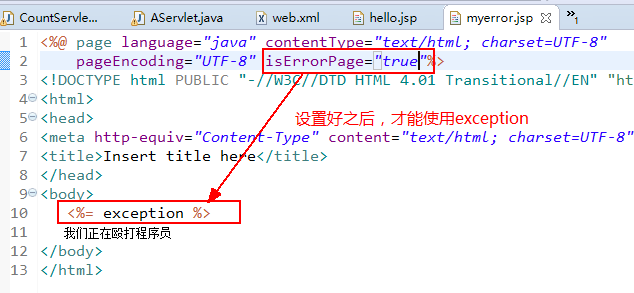 CountServle... AServlet.java web.xml hello.jsp myerror.jsp »1
1 <%@ page language="java" contentType="text/html; charset=UTF-8"
2 pageEncoding="UTF-8" isErrorPage="true"%>
3 <!DOCTYPE html PUBLIC "-//W3C//DTD HTML 4.01 Transitional//EN" "ht
4 <html>
5 <head>
设置好之后，才能使用exception
6 <meta http-equiv="Content-Type" content="text/html; charset=UTF-8"
7 <title>Insert title here</title>
8 </head>
9 <body>
10 <%= exception %>
11 我们正在殴打程序员
12 </body>
13 </html>